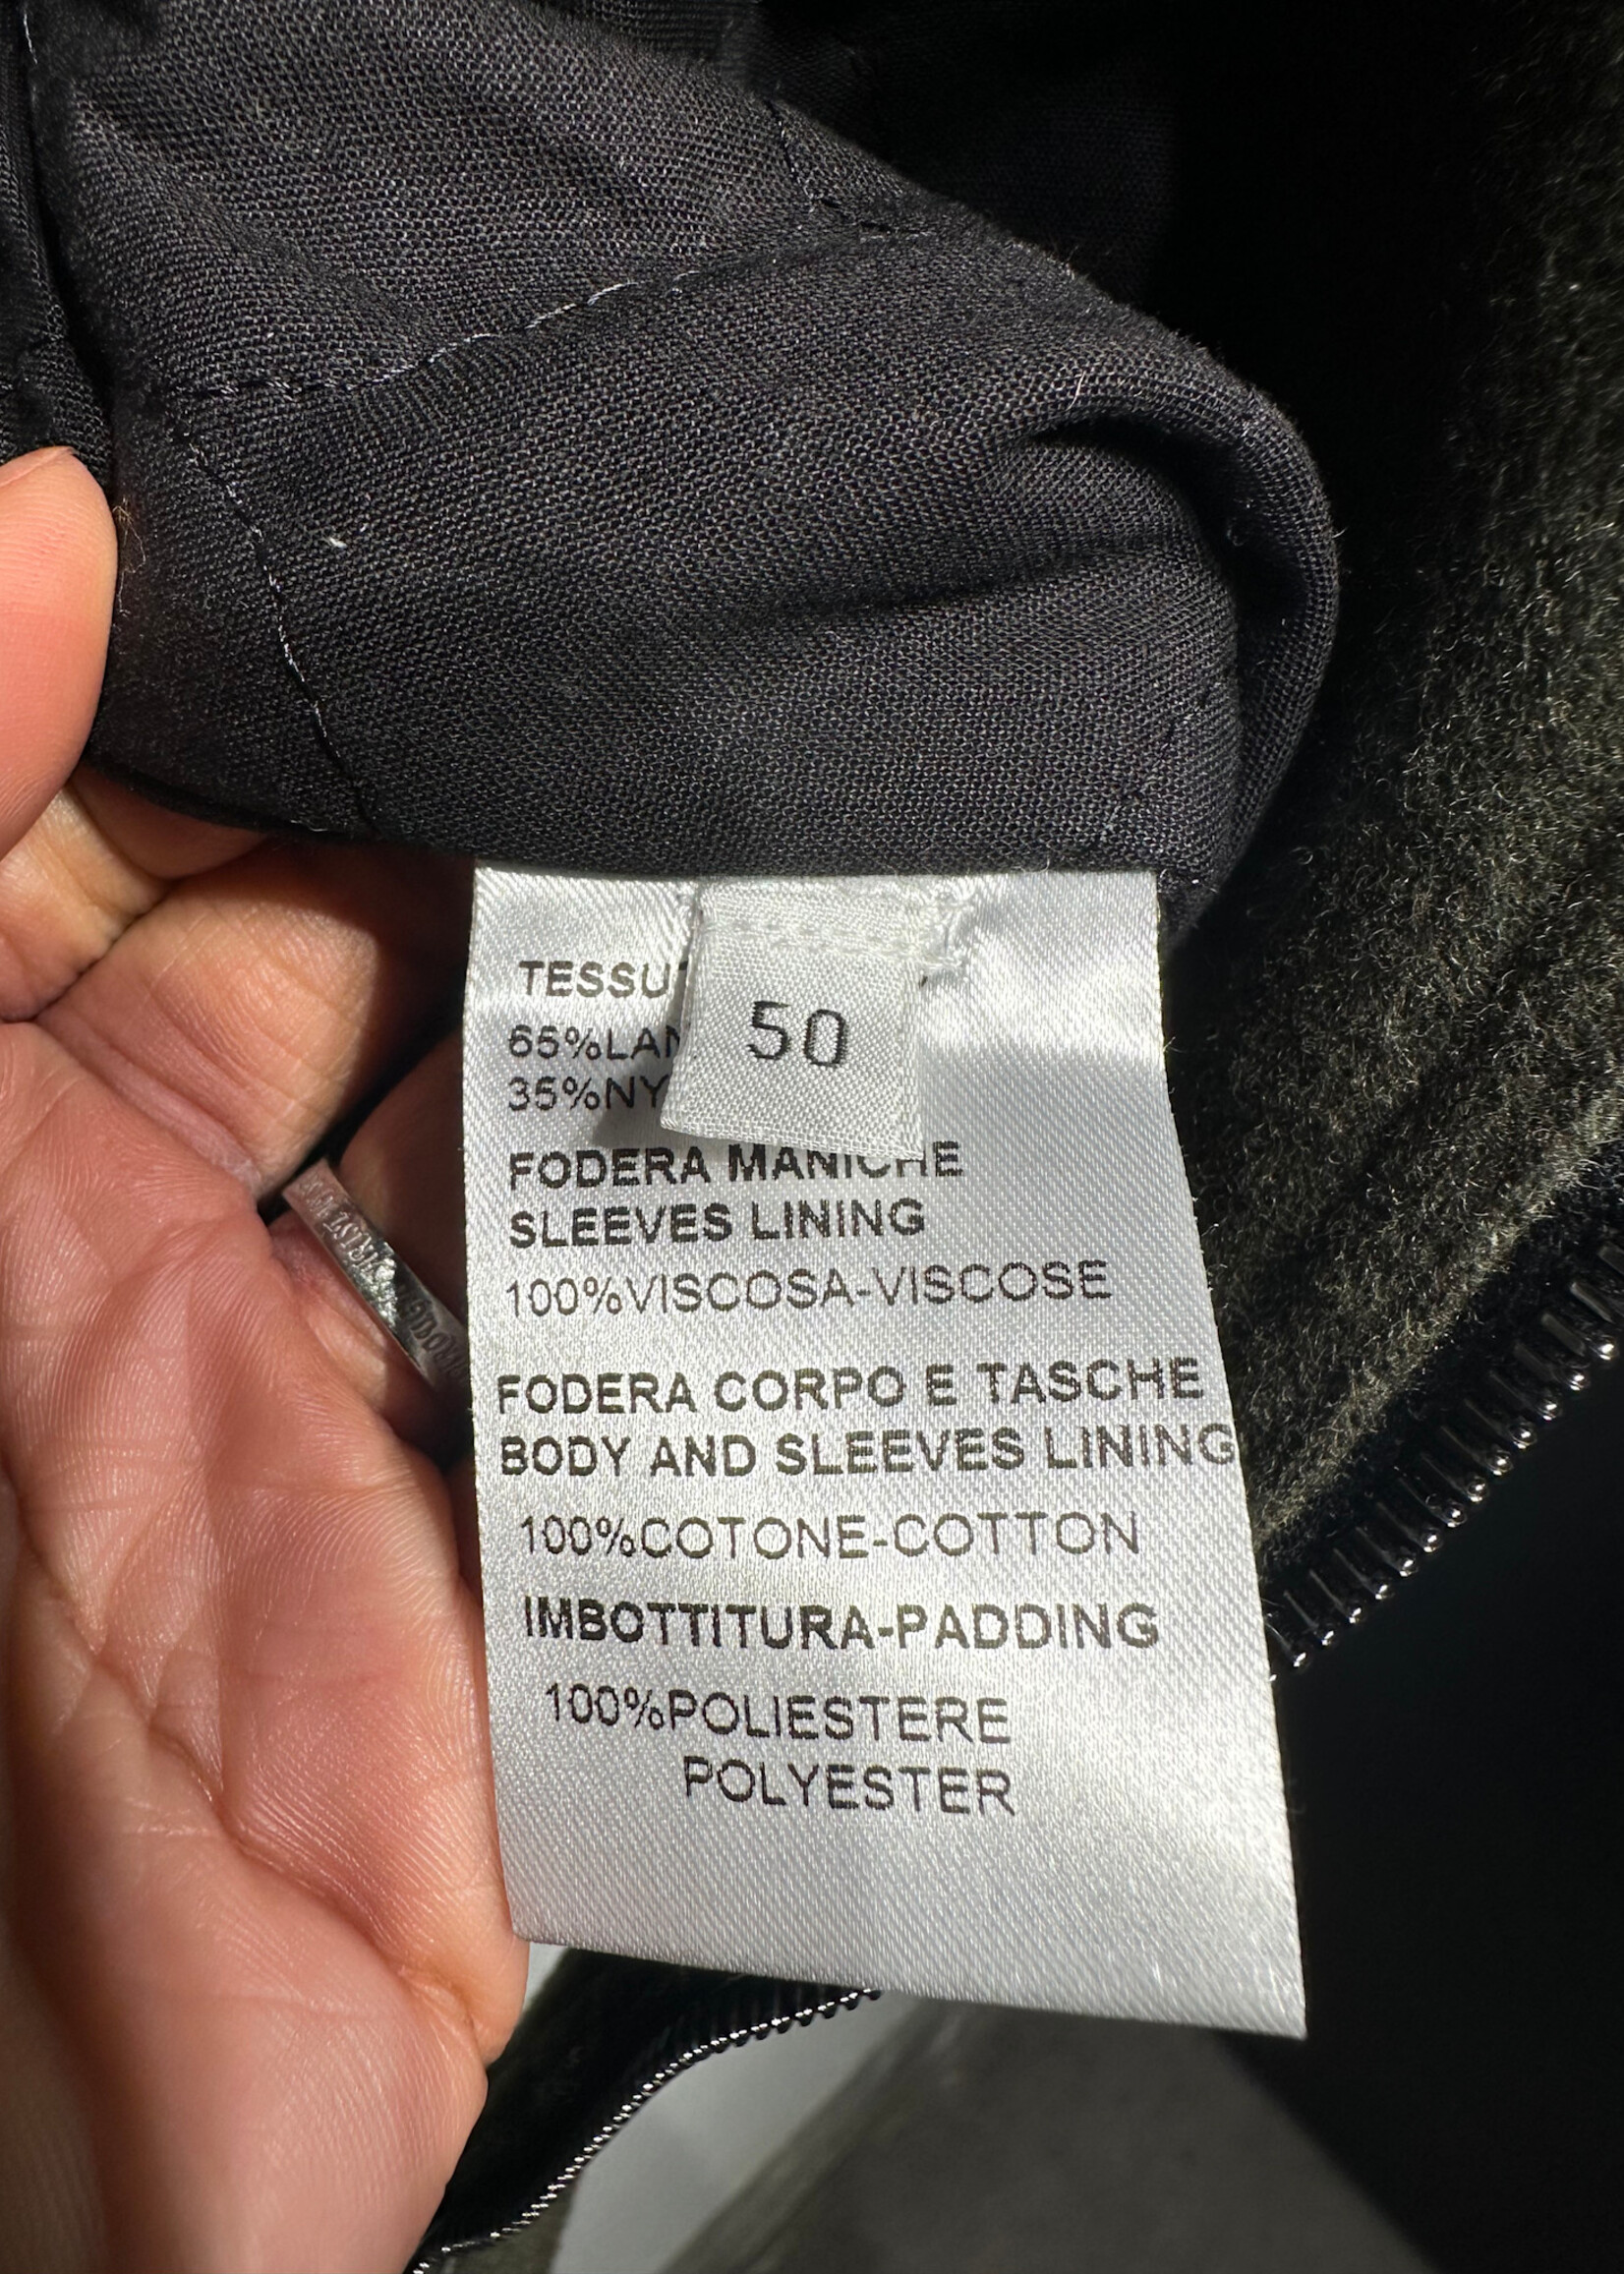 TESSU
50
65%LAN
35%NY
FODERA MANICHE
SLEEVES LINING
100%VISCOSA-VISCOSE
FODERA CORPO E TASCHE
BODY AND SLEEVES LINING
100%COTONE-COTTON
IMBOTTITURA-PADDING
100%POLIESTERE
POLYESTER